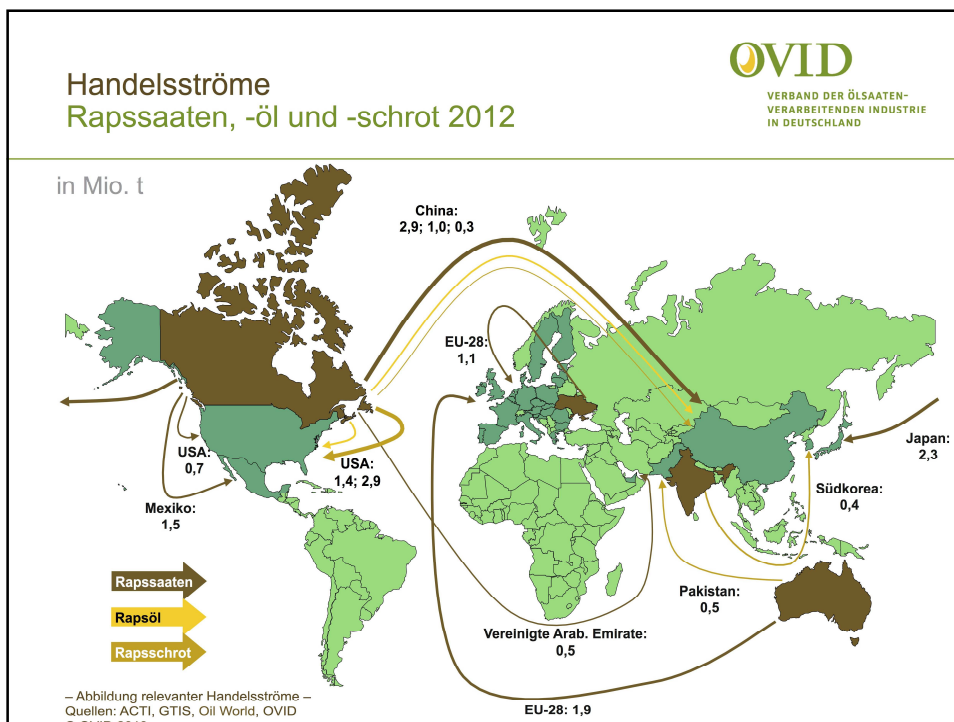 Handelsströme
Rapssaaten, -öl und -schrot 2012
OVID
VERBAND DER ÖLSAATEN-
VERARBEITENDEN INDUSTRIE
IN DEUTSCHLAND
in Mio. t
China:
2,9; 1,0; 0,3
EU-28:
1,1
USA:
0,7
USA:
1,4; 2,9
Mexiko:
1,5
Japan:
2,3
Südkorea:
0,4
Pakistan:
0,5
Vereinigte Arab. Emirate:
0,5
EU-28: 1,9
Rapssaaten
Rapsöl
Rapsschrot
– Abbildung relevanter Handelsströme –
Quellen: ACTI, GTIS, Oil World, OVID